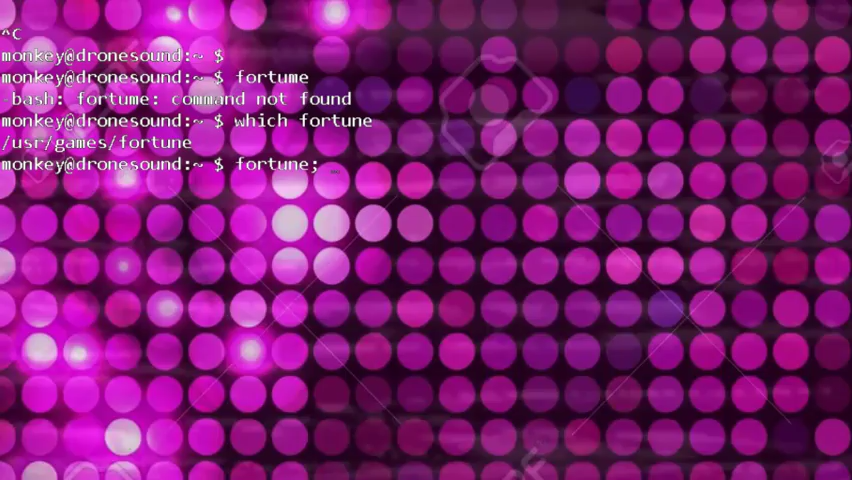 ^C
monkey@dronesound:~ $
monkey@dronesound:~ $ fortume
-bash: fortume: command not found
monkey@dronesound:~ $ which fortune
/usr/games/fortune
monkey@dronesound:~ $ fortune; _